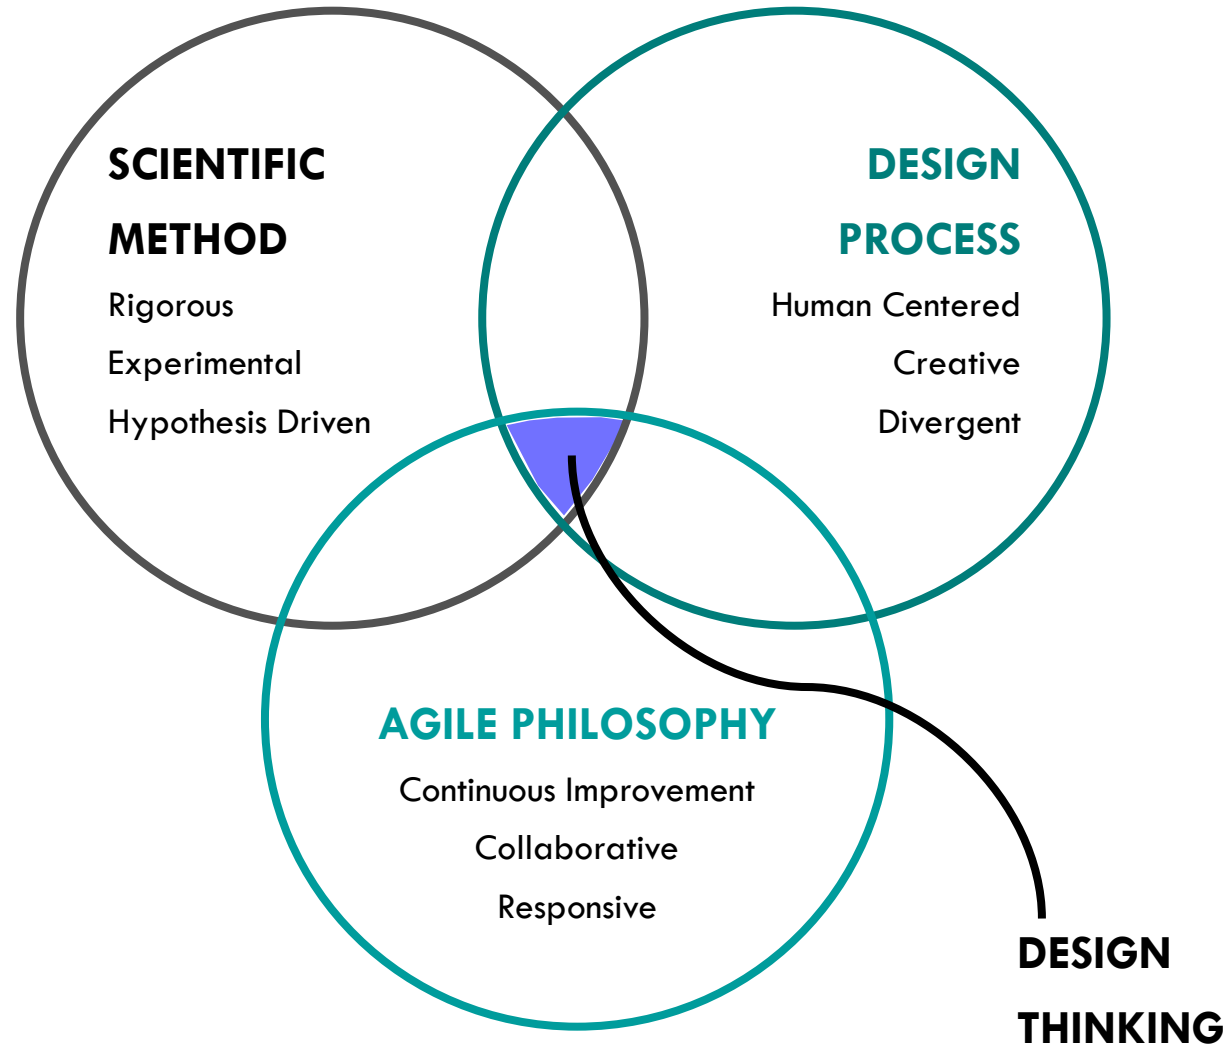 SCIENTIFIC
METHOD
Rigorous
Experimental
Hypothesis Driven
DESIGN
PROCESS
Human Centered
Creative
Divergent
AGILE PHILOSOPHY
Continuous Improvement
Collaborative
Responsive
DESIGN
THINKING